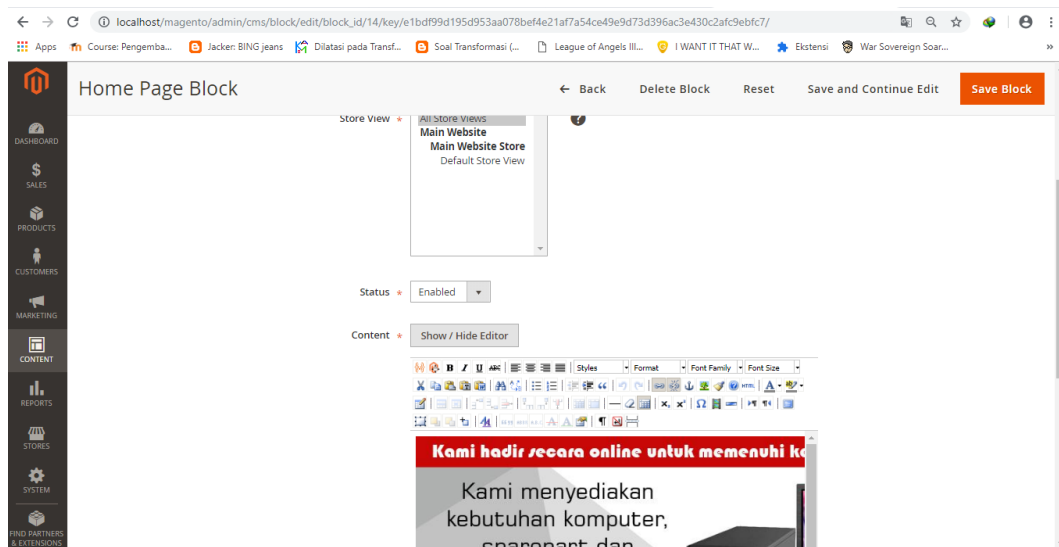 localhost/magento/admin/cms/block/edit/block_id/14/key/e1bdf99d195d953aa078bef4e21af7a54ce49e9d73d396ac3e430c2afc9ebfc7/
Apps Course: Pengemba... Jacker: BING jeans Dilatasi pada Transf... Soal Transformasi (... League of Angels III... I WANT IT THAT W... Ekstensi War Sovereign Soar... »
Home Page Block
← Back Delete Block Reset Save and Continue Edit Save Block
DASHBOARD
SALES
PRODUCTS
CUSTOMERS
MARKETING
CONTENT
REPORTS
STORES
SYSTEM
FIND PARTNERS
& EXTENSIONS
Store View * All Store Views
Main Website
Main Website Store
Default Store View
Status * Enabled
Content * Show / Hide Editor
B I U ABC Styles Format Font Family Font Size
HTML A
Kami hadir secara online untuk memenuhi
Kami menyediakan
kebutuhan komputer,
sparepart dan